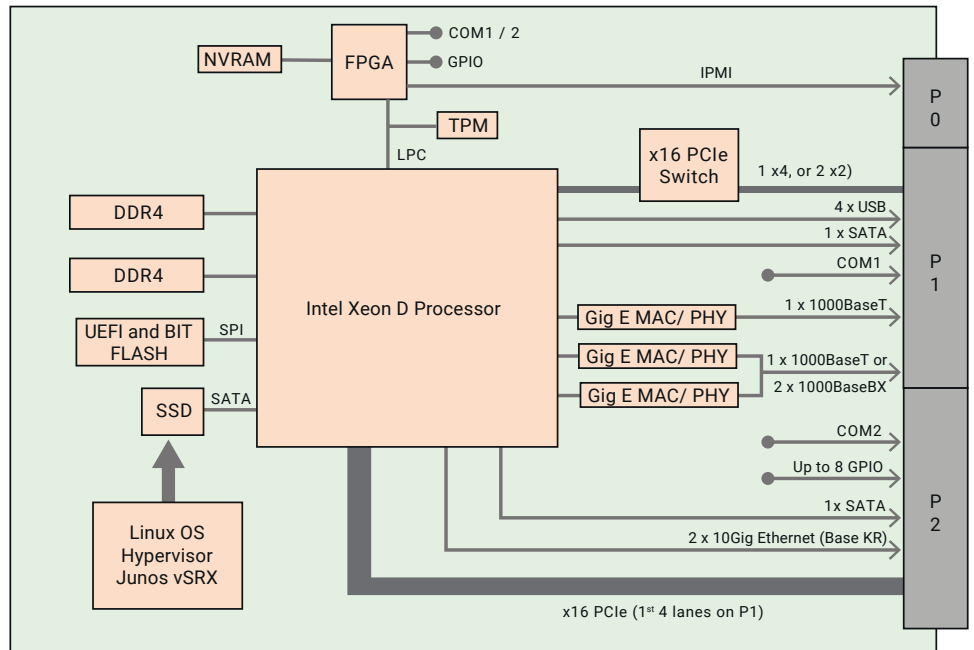 COM1 / 2
NVRAM
FPGA
GPIO
IPMI
P
0
TPM
LPC
x16 PCIe
Switch
1 x4, or 2 x2)
DDR4
4 x USB
1 x SATA
DDR4
COM1
P
1
Intel Xeon D Processor
1 x 1000BaseT
Gig E MAC/ PHY
UEFI and BIT
FLASH
SPI
Gig E MAC/ PHY
1 x 1000BaseT or
2 x 1000BaseBX
Gig E MAC/ PHY
SSD
SATA
COM2
Up to 8 GPIO
P
2
1x SATA
Linux OS
Hypervisor
Junos vSRX
2 x 10Gig Ethernet (Base KR)
x16 PCIe (1st 4 lanes on P1)